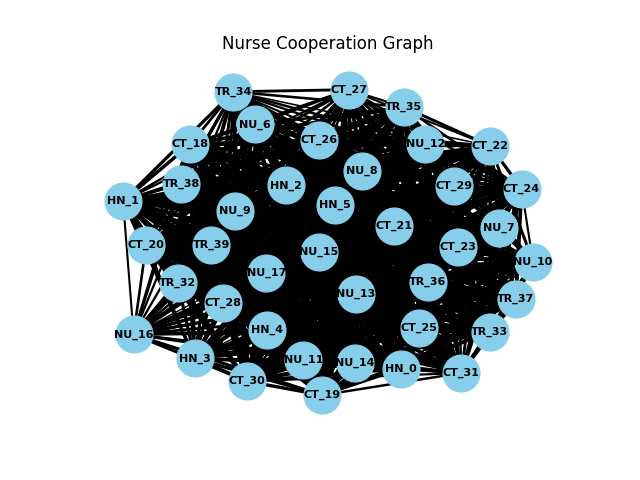 Nurse Cooperation Graph
CT_27
TR_34
TR_35
NU_6
CT_26
CT_18
NU_12
CT_22
NU_8
TR_38
HN_2
CT_29
CT_24
HN_1
HN_5
NU_9
CT_21
NU_7
CT_20
TR_39
CT_23
NU_15
NU_10
NU_17
TR_32
TR_36
NU_13
TR_37
CT_28
CT_25
HN_4
TR_33
NU_16
HN_3
NU_11
NU_14
HN_0
CT_31
CT_30
CT_19